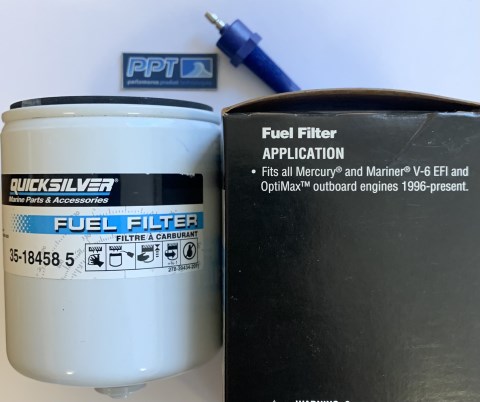 PPT
QUICKSILVER®
Marine Parts & Accessories
FUEL FILTER
FILTRE À CARBURANT
35-18458 5
Fuel Filter
APPLICATION
• Fits all Mercury® and Mariner® V-6 EFI and
OptiMax™ outboard engines 1996-present.